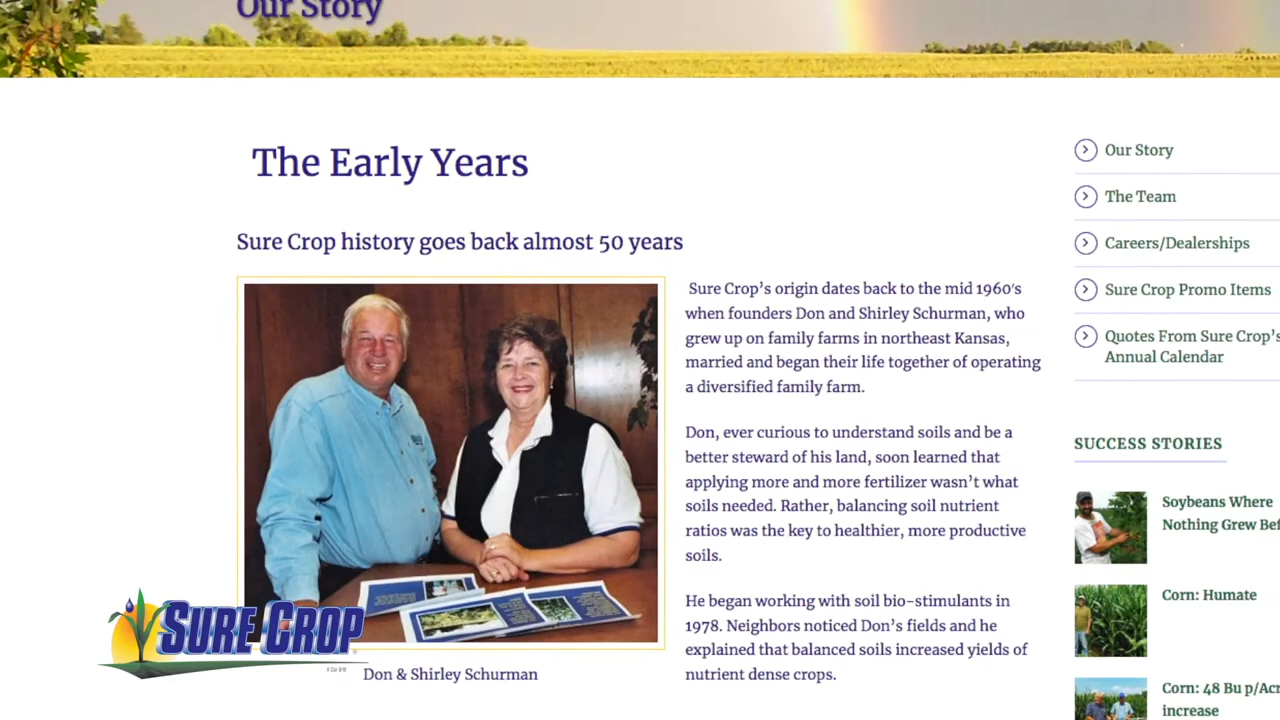 Our Story
The Early Years
Sure Crop history goes back almost 50 years
Sure Crop’s origin dates back to the mid 1960's
when founders Don and Shirley Schurman, who
grew up on family farms in northeast Kansas,
married and began their life together of operating
a diversified family farm.
Don, ever curious to understand soils and be a
better steward of his land, soon learned that
applying more and more fertilizer wasn’t what
soils needed. Rather, balancing soil nutrient
ratios was the key to healthier, more productive
soils.
He began working with soil bio-stimulants in
1978. Neighbors noticed Don’s fields and he
explained that balanced soils increased yields of
nutrient dense crops.
Don & Shirley Schurman
SURE CROP
Our Story
The Team
Careers/Dealerships
Sure Crop Promo Items
Quotes From Sure Crop’s
Annual Calendar
SUCCESS STORIES
Soybeans Where
Nothing Grew Bef
Corn: Humate
Corn: 48 Bu p/Acr
increase